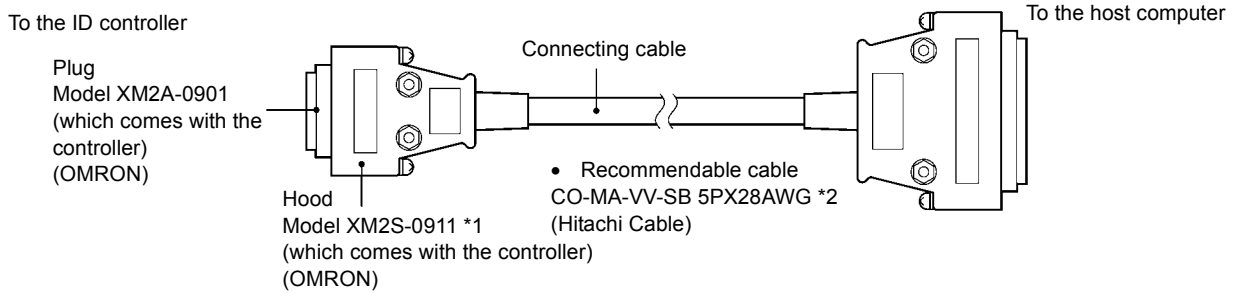 To the ID controller
To the host computer
Plug
Model XM2A-0901
(which comes with the
controller)
(OMRON)
Connecting cable
Hood
Model XM2S-0911 *1
(which comes with the controller)
(OMRON)
• Recommendable cable
CO-MA-VV-SB 5PX28AWG *2
(Hitachi Cable)